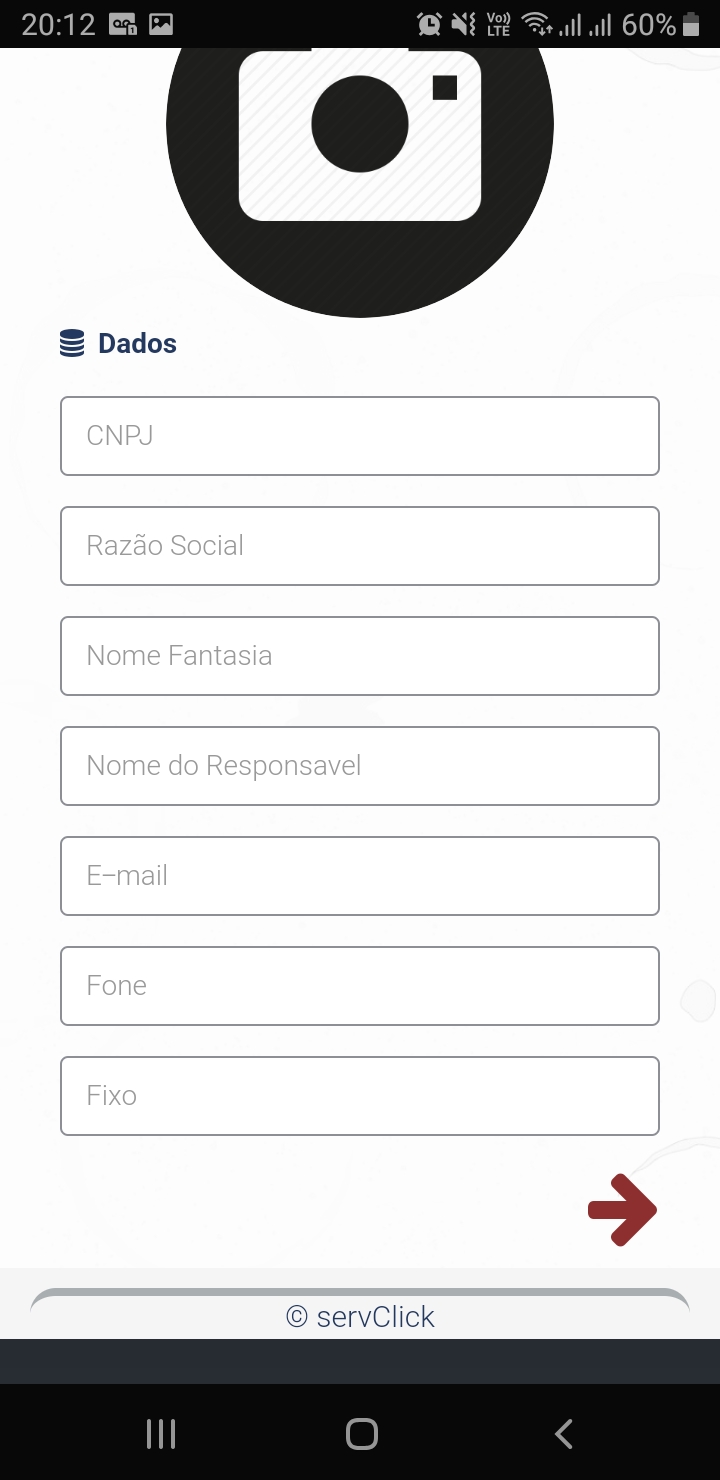 20:12
Vo))
LTE
60%
Dados
CNPJ
Razão Social
Nome Fantasia
Nome do Responsavel
E-mail
Fone
Fixo
© servClick